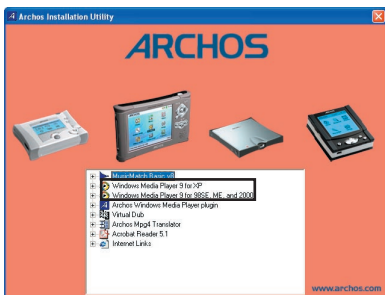 Archos Installation Utility
ARCHOS
MusicMatch Basic v8
Windows Media Player 9 for XP
Windows Media Player 9 for 98SE, ME, and 2000
Archos Windows Media Player plugin
Virtual Dub
Archos Mpg4 Translator
Acrobat Reader 5.1
Internet Links
www.archos.com